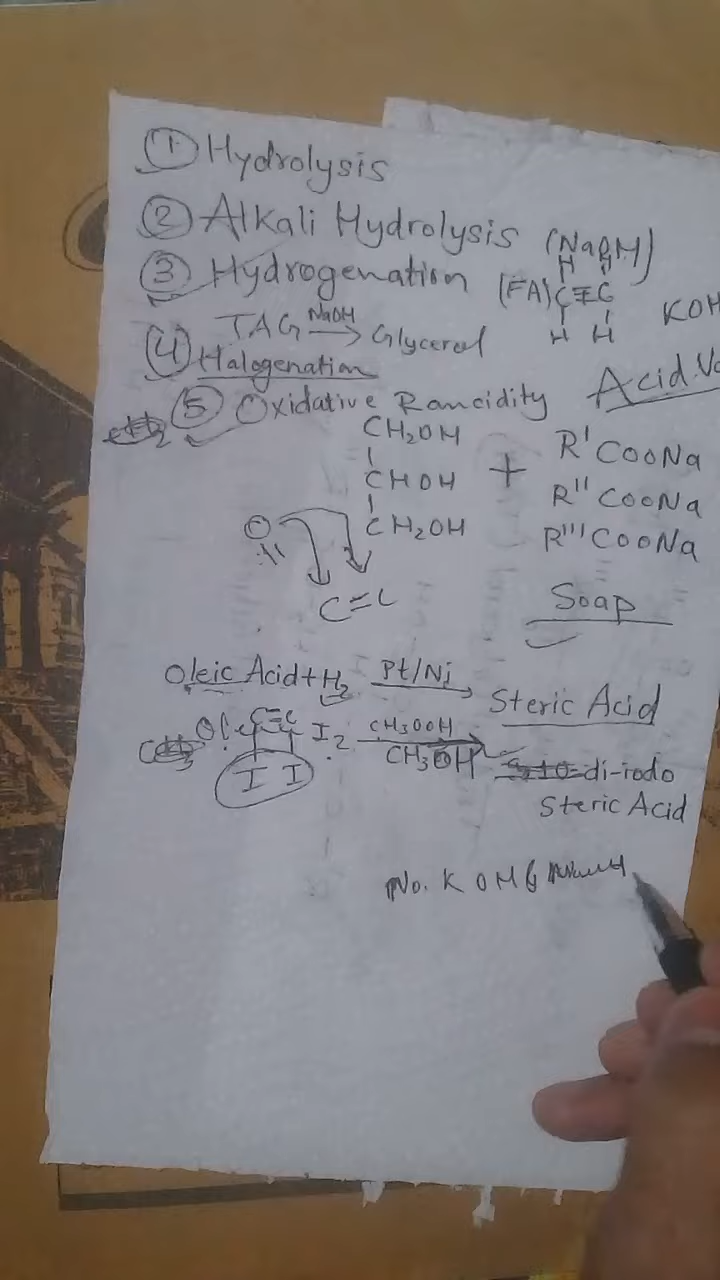 ① Hydrolysis
② Alkali Hydrolysis (NaOH)
③ Hydrogenation (FA)
H H
C=C
H H
KOH
TAG NaOH → Glycerol
④ Halogenation
Acid.Va
⑤ Oxidative Rancidity
CH2OH
CHOH
CH2OH
+
R' COONa
R'' COONa
R''' COONa
O
C=C
Soap
Oleic Acid + H2 Pt/Ni → Steric Acid
C=C
I2 CH3OOH → di-iodo
CH3OH
I I
Steric Acid
No. KOH